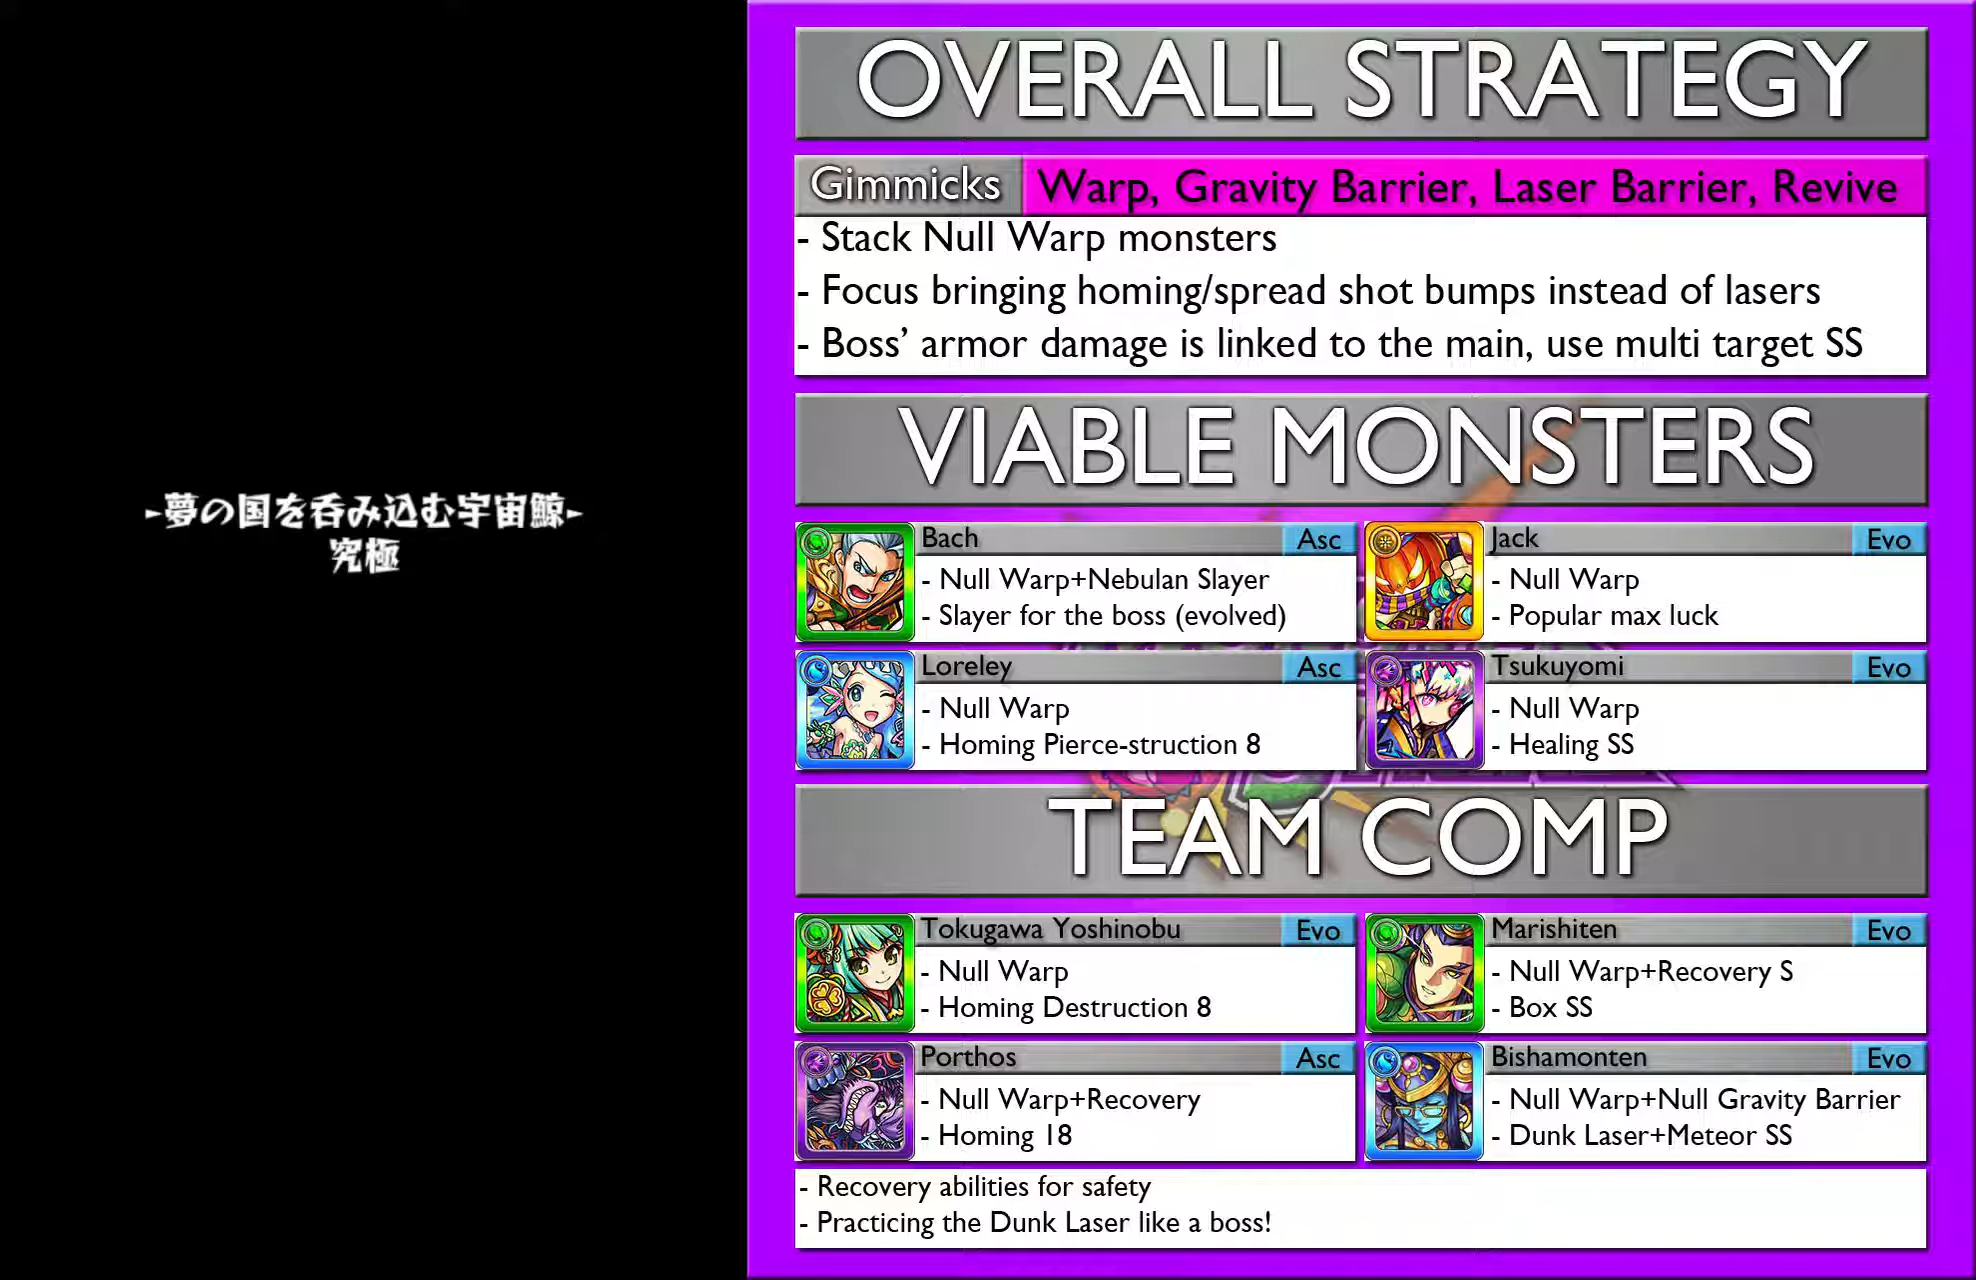 -夢の国を呑み込む宇宙鯨-
究極
OVERALL STRATEGY
Gimmicks Warp, Gravity Barrier, Laser Barrier, Revive
- Stack Null Warp monsters
- Focus bringing homing/spread shot bumps instead of lasers
- Boss’ armor damage is linked to the main, use multi target SS
VIABLE MONSTERS
Bach Asc
- Null Warp+Nebulan Slayer
- Slayer for the boss (evolved)
Jack Evo
- Null Warp
- Popular max luck
Loreley Asc
- Null Warp
- Homing Pierce-struction 8
Tsukuyomi Evo
- Null Warp
- Healing SS
TEAM COMP
Tokugawa Yoshinobu Evo
- Null Warp
- Homing Destruction 8
Marishiten Evo
- Null Warp+Recovery S
- Box SS
Porthos Asc
- Null Warp+Recovery
- Homing 18
Bishamonten Evo
- Null Warp+Null Gravity Barrier
- Dunk Laser+Meteor SS
- Recovery abilities for safety
- Practicing the Dunk Laser like a boss!